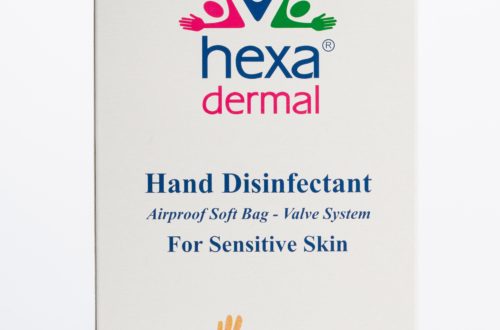 hexa®
dermal
Hand Disinfectant
Airproof Soft Bag - Valve System
For Sensitive Skin